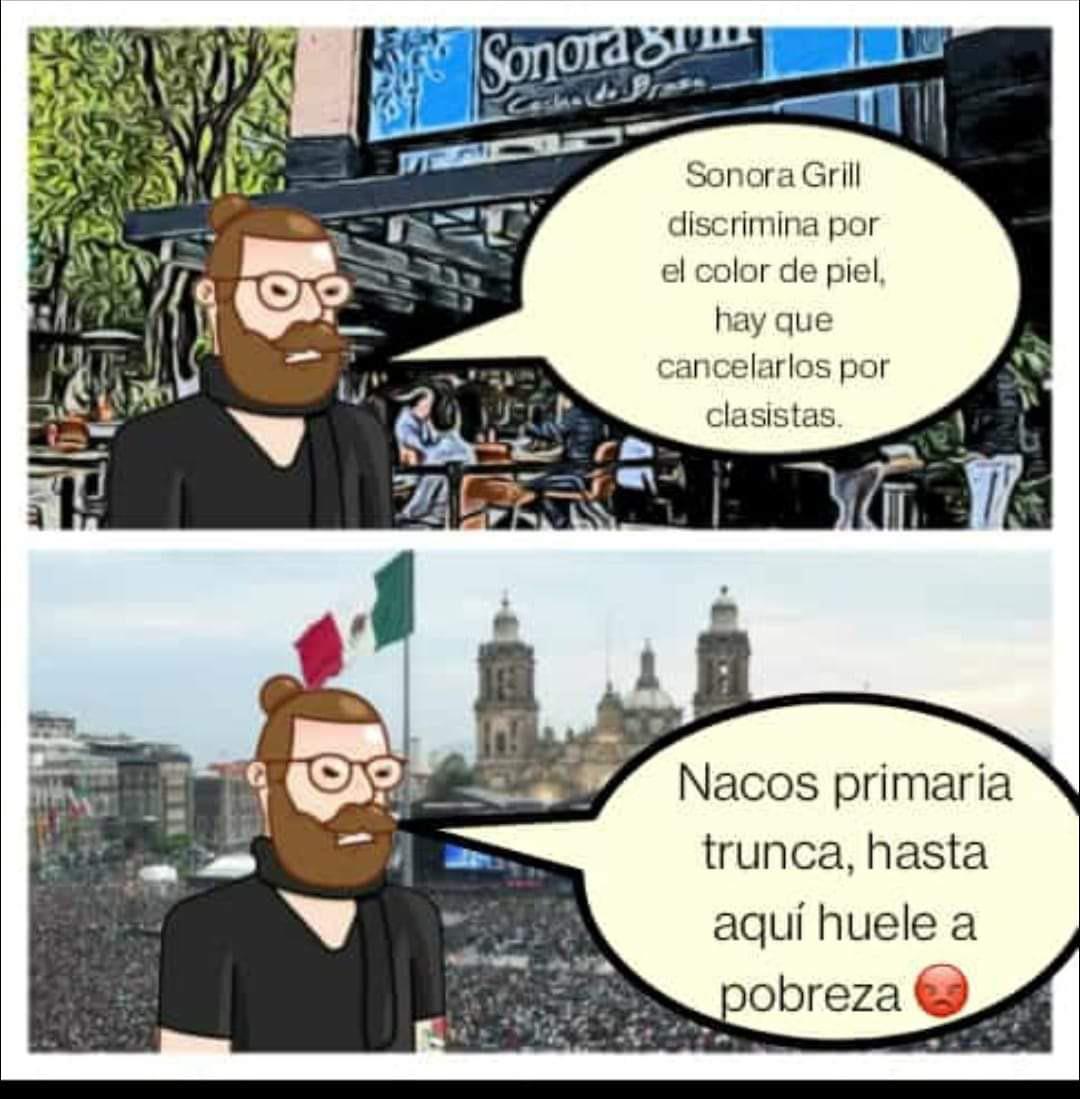 Sonora Grill
Sonora Grill
discrimina por
el color de piel,
hay que
cancelarlos por
clasistas.
Nacos primaria
trunca, hasta
aquí huele a
pobreza 😡